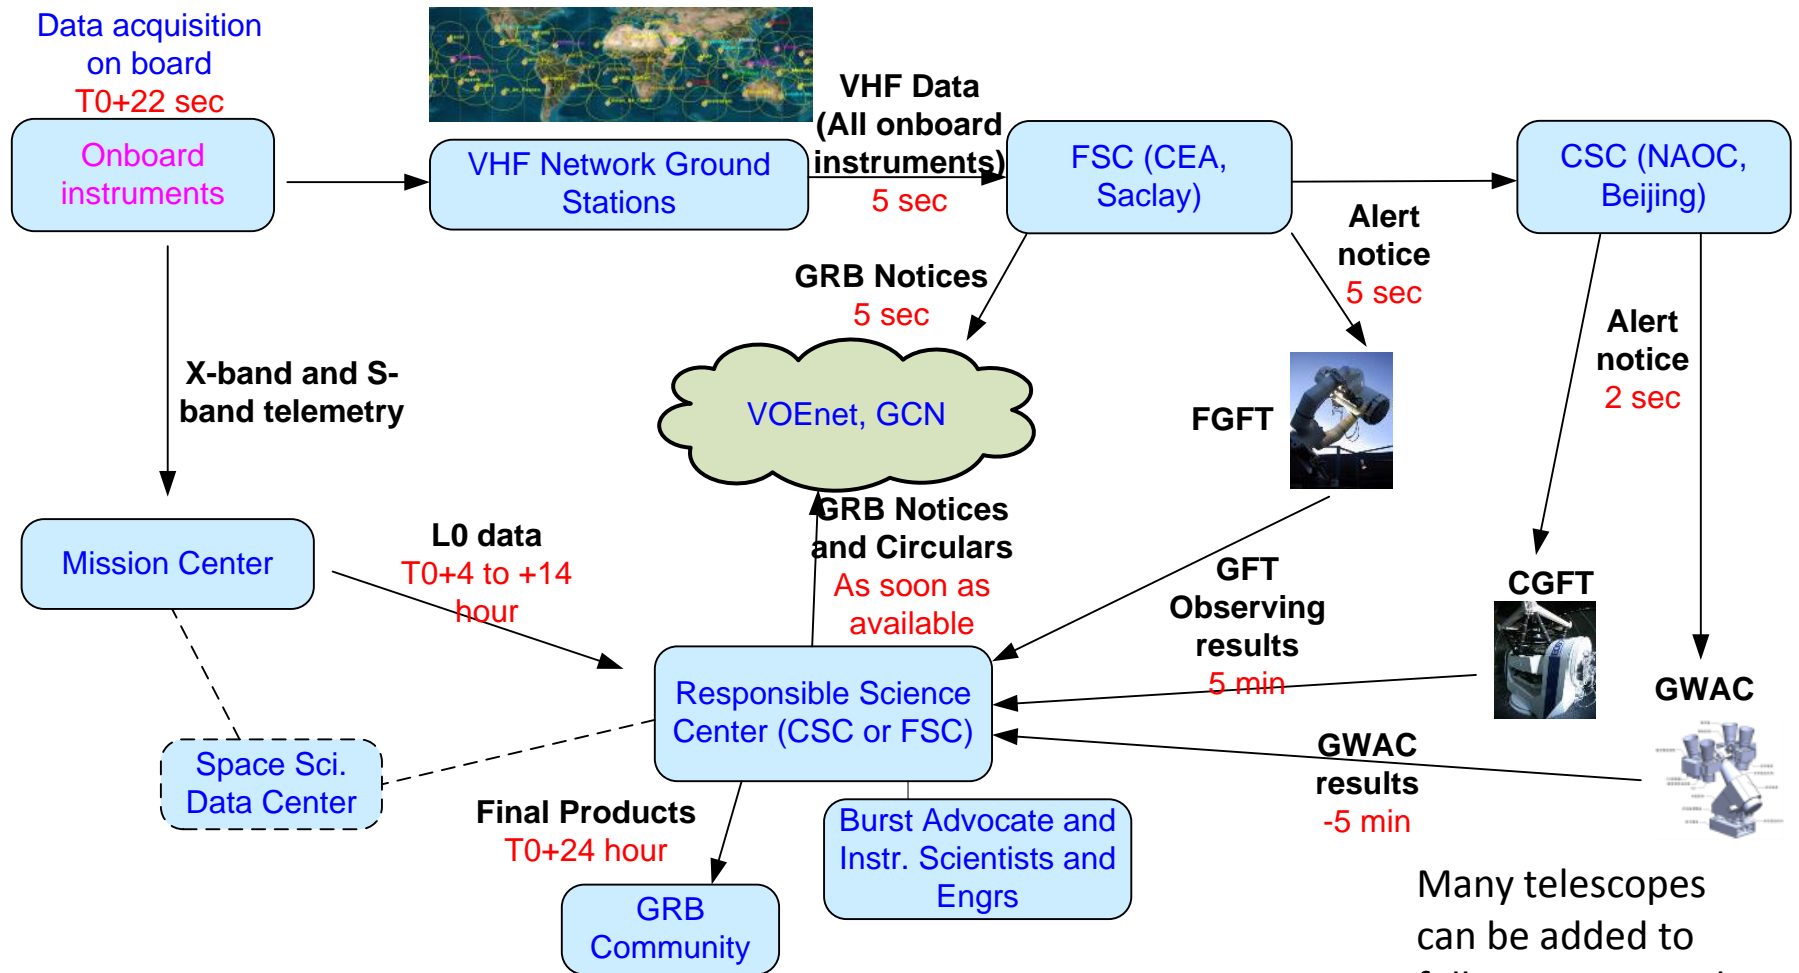 Data acquisition
on board
T0+22 sec
Onboard
instruments
VHF Network Ground
Stations
VHF Data
(All onboard
instruments)
5 sec
FSC (CEA,
Saclay)
CSC (NAOC,
Beijing)
GRB Notices
5 sec
Alert
notice
5 sec
Alert
notice
2 sec
X-band and S-
band telemetry
VOEnet, GCN
FGFT
Mission Center
L0 data
T0+4 to +14
hour
GRB Notices
and Circulars
As soon as
available
GFT
Observing
results
5 min
CGFT
GWAC
Responsible Science
Center (CSC or FSC)
GWAC
results
-5 min
Space Sci.
Data Center
Final Products
T0+24 hour
Burst Advocate and
Instr. Scientists and
Engrs
GRB
Community
Many telescopes
can be added to